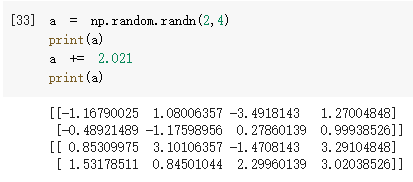 [33] a = np.random.randn(2,4)
print(a)
a += 2.021
print(a)
[[-1.16790025 1.08006357 -3.4918143 1.27004848]
[-0.48921489 -1.17598956 0.27860139 0.99938526]]
[[ 0.85309975 3.10106357 -1.4708143 3.29104848]
[ 1.53178511 0.84501044 2.29960139 3.02038526]]